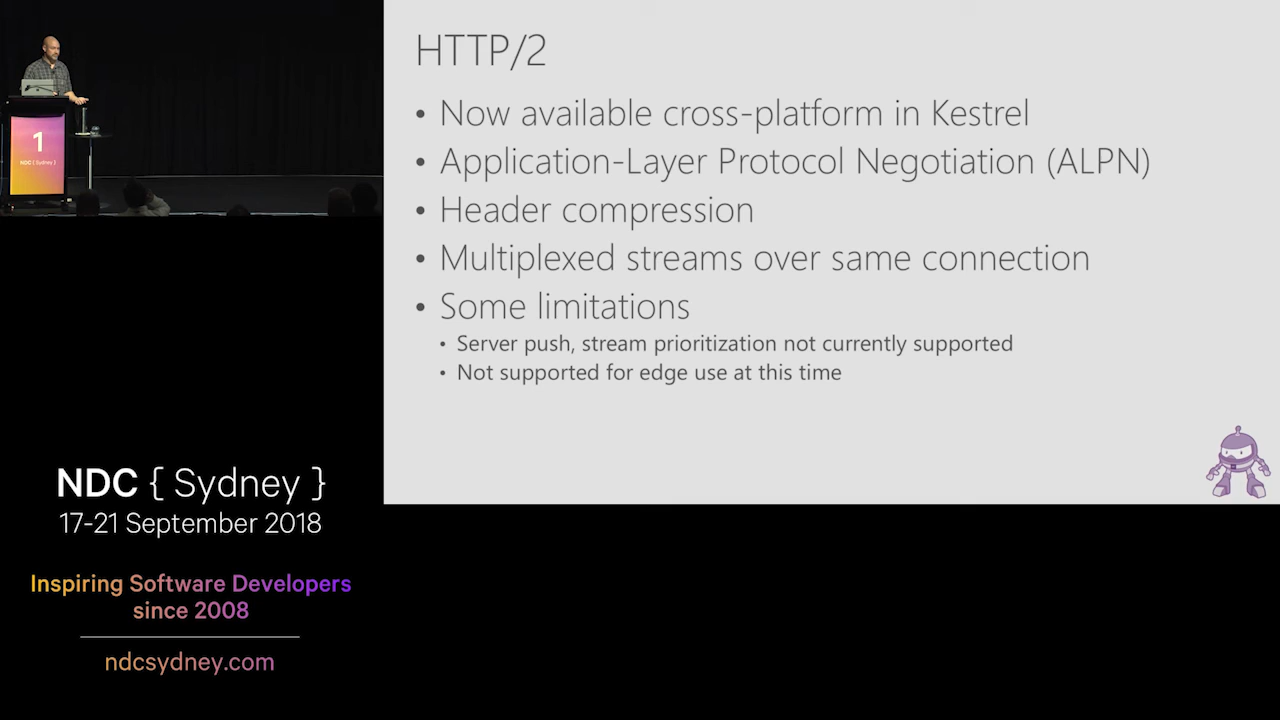 HTTP/2
• Now available cross-platform in Kestrel
• Application-Layer Protocol Negotiation (ALPN)
• Header compression
• Multiplexed streams over same connection
• Some limitations
• Server push, stream prioritization not currently supported
• Not supported for edge use at this time
1
NDC { Sydney }
NDC { Sydney }
17-21 September 2018
Inspiring Software Developers
since 2008
ndcsydney.com